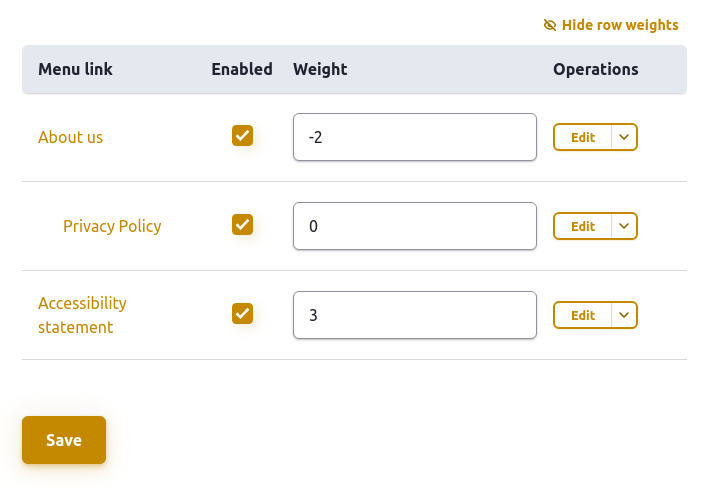 Hide row weights
Menu link Enabled Weight Operations
About us -2 Edit
Privacy Policy 0 Edit
Accessibility
statement 3 Edit
Save